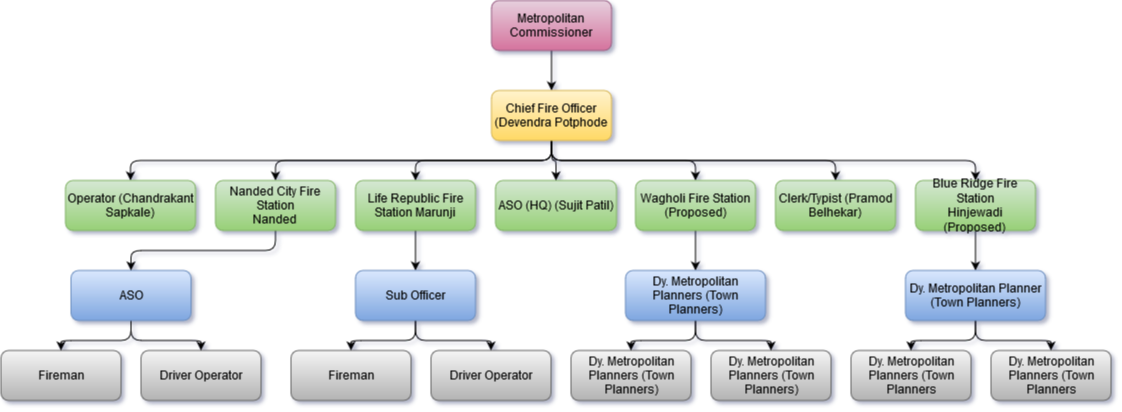 Metropolitan
Commissioner
Chief Fire Officer
(Devendra Potphode
Operator (Chandrakant
Sapkale)
Nanded City Fire
Station
Nanded
Life Republic Fire
Station Marunji
ASO (HQ) (Sujit Patil)
Wagholi Fire Station
(Proposed)
Clerk/Typist (Pramod
Belhekar)
Blue Ridge Fire
Station
Hinjewadi
(Proposed)
ASO
Sub Officer
Dy. Metropolitan
Planners (Town
Planners)
Dy. Metropolitan Planner
(Town Planners)
Fireman
Driver Operator
Fireman
Driver Operator
Dy. Metropolitan
Planners (Town
Planners)
Dy. Metropolitan
Planners (Town
Planners)
Dy. Metropolitan
Planners (Town
Planners
Dy. Metropolitan
Planners (Town
Planners